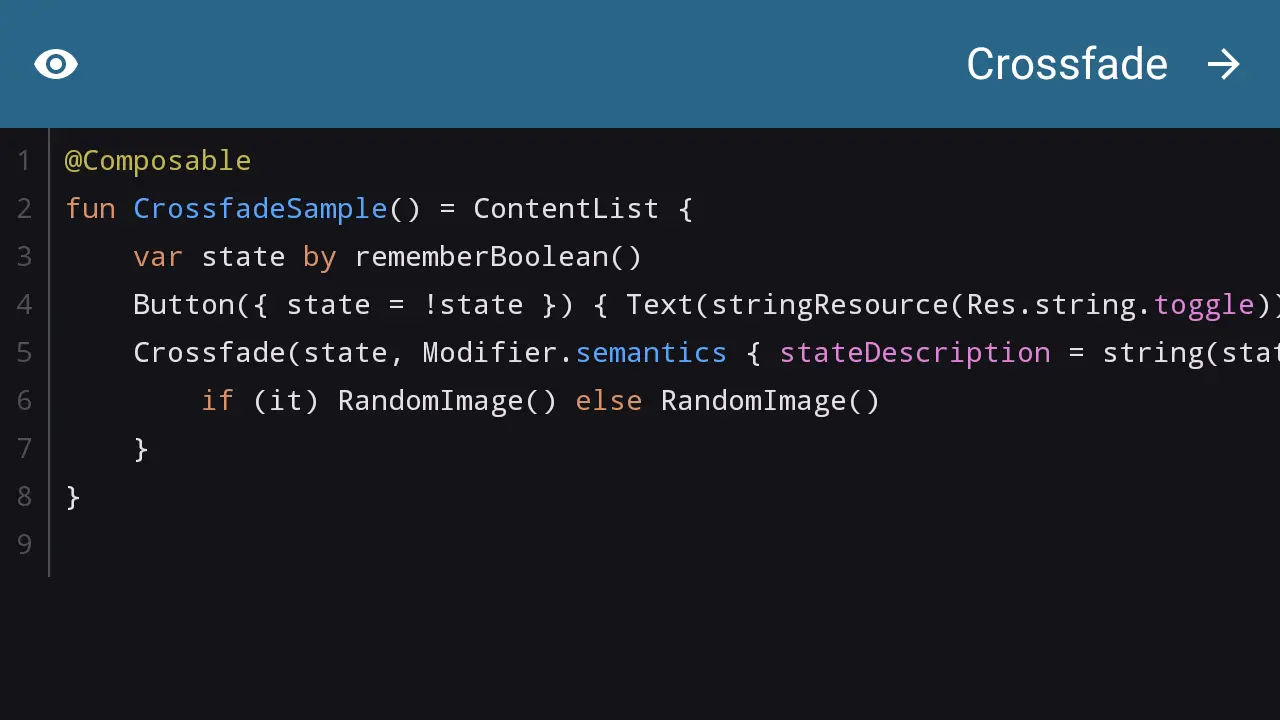 Crossfade
1 @Composable
2 fun CrossfadeSample() = ContentList {
3 var state by rememberBoolean()
4 Button({ state = !state }) { Text(stringResource(Res.string.toggle))
5 Crossfade(state, Modifier.semantics { stateDescription = string(stat
6 if (it) RandomImage() else RandomImage()
7 }
8 }
9